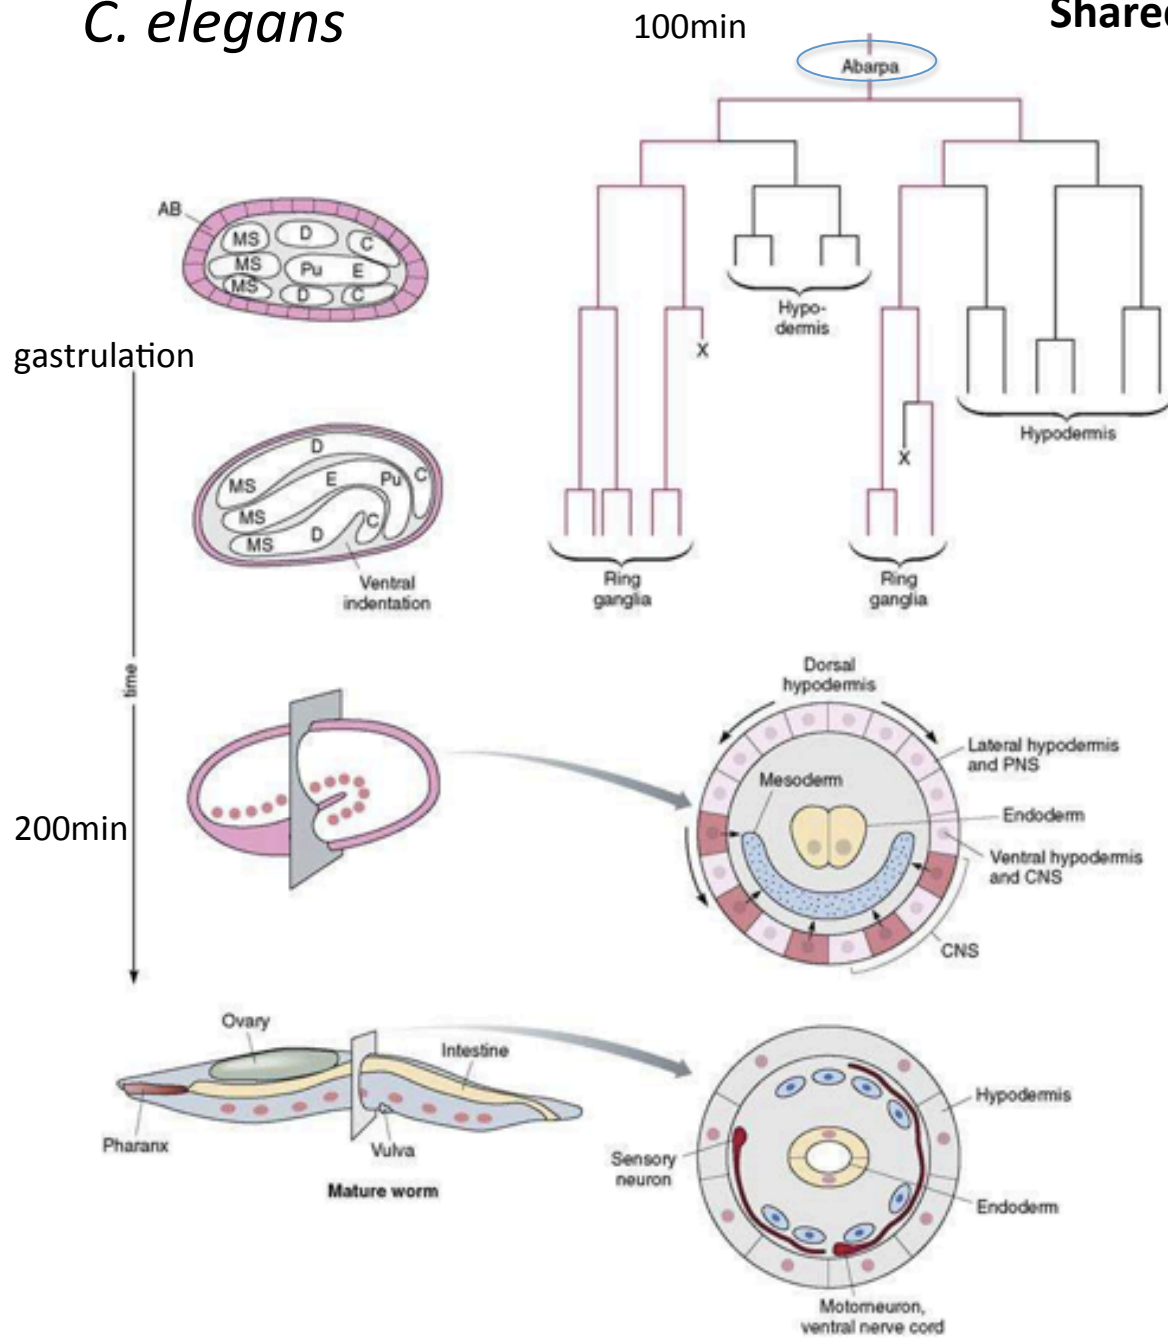 C. elegans
100min
Shared
Abarpa
AB
MS
D
C
MS
Pu
E
MS
D
C
gastrulation
Hypo-
dermis
X
Hypodermis
X
D
MS
E
Pu
C
MS
D
C
MS
Ventral
indentation
Ring
ganglia
Ring
ganglia
time
200min
Dorsal
hypodermis
Lateral hypodermis
and PNS
Mesoderm
Endoderm
Ventral hypodermis
and CNS
CNS
Ovary
Intestine
Pharanx
Vulva
Mature worm
Hypodermis
Sensory
neuron
Endoderm
Motorneuron,
ventral nerve cord